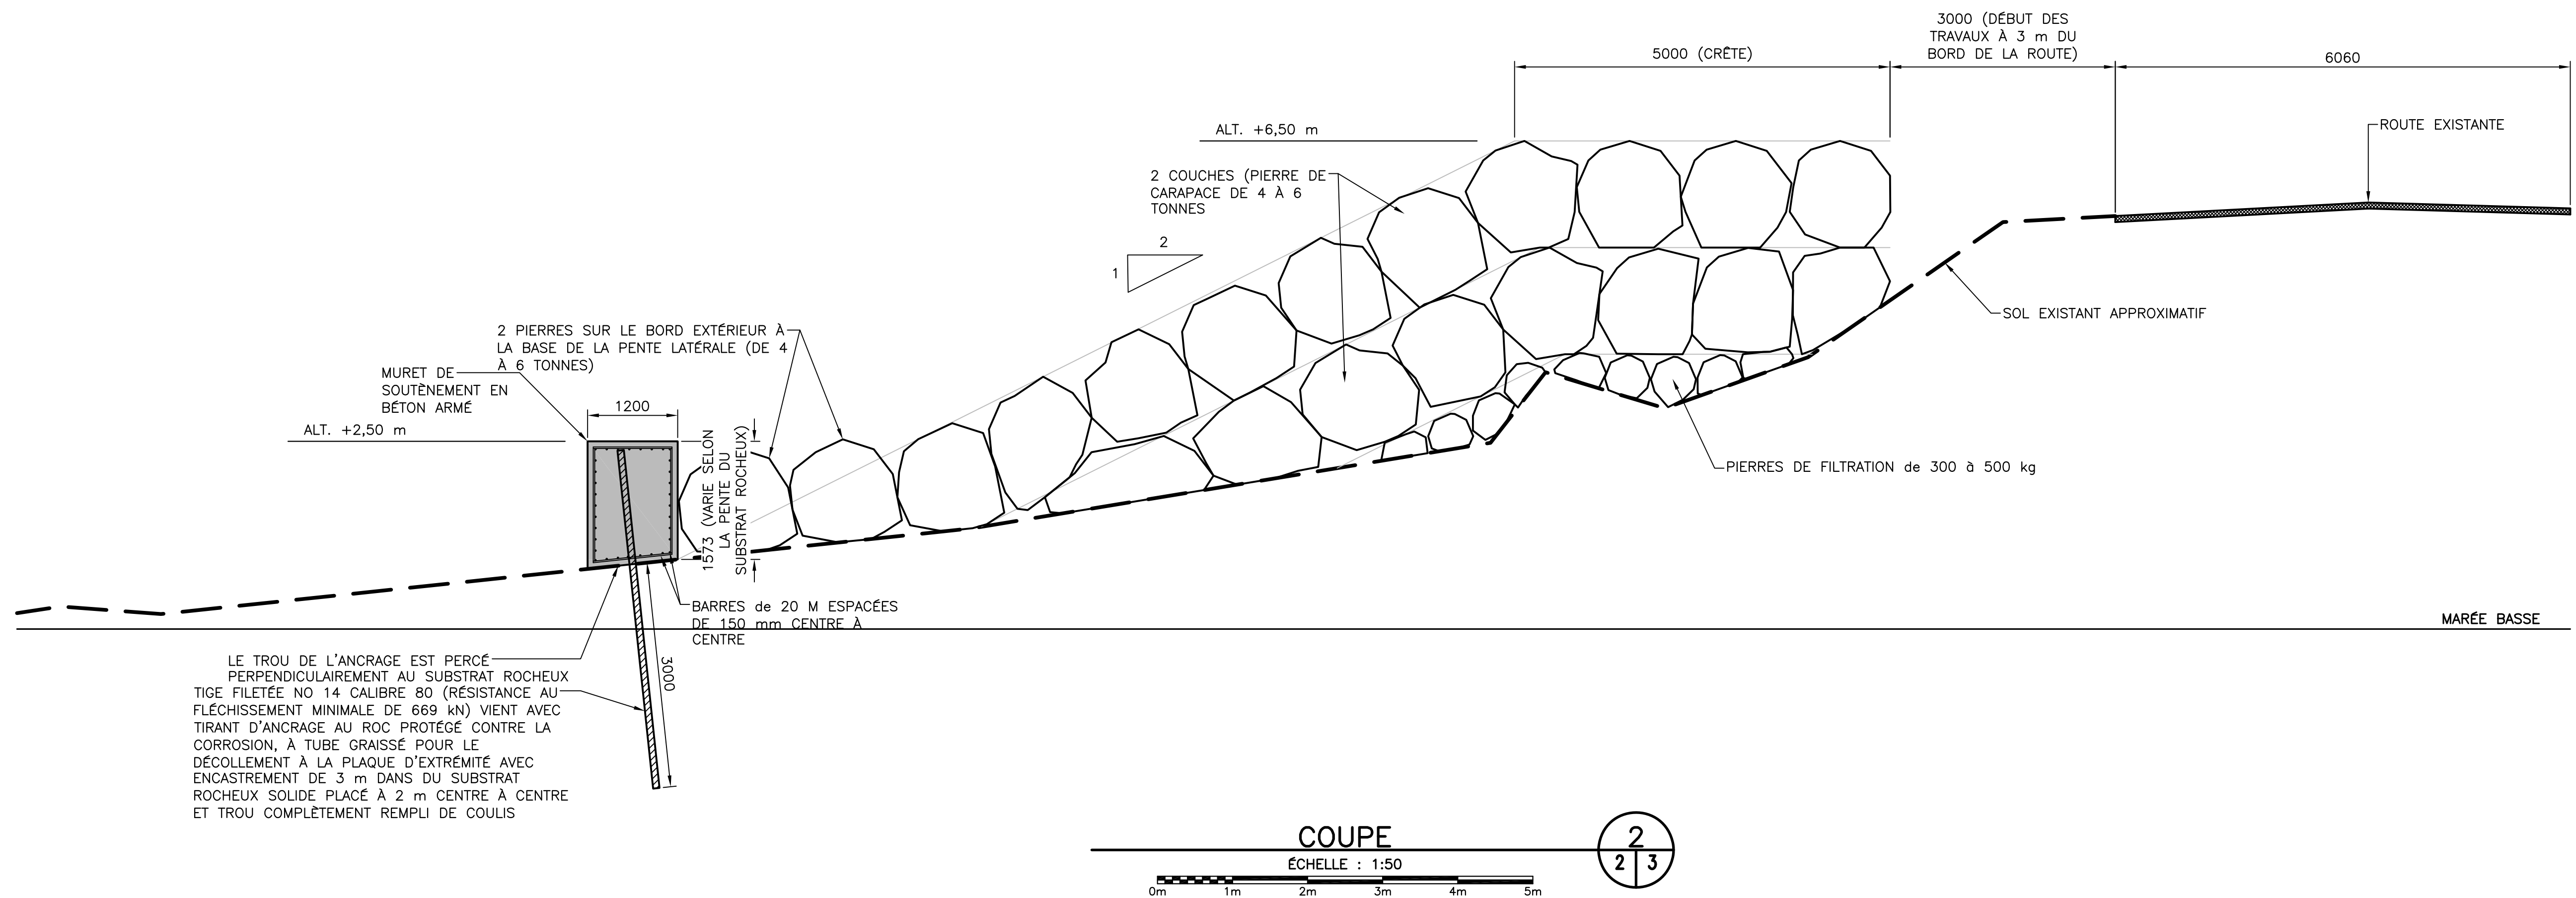 3000 (DÉBUT DES
TRAVAUX À 3 m DU
BORD DE LA ROUTE)
5000 (CRÊTE)
6060
ALT. +6,50 m
ROUTE EXISTANTE
2 COUCHES (PIERRE DE
CARAPACE DE 4 À 6
TONNES
2
1
SOL EXISTANT APPROXIMATIF
2 PIERRES SUR LE BORD EXTÉRIEUR À
LA BASE DE LA PENTE LATÉRALE (DE 4
À 6 TONNES)
MURET DE
SOUTÈNEMENT EN
BÉTON ARMÉ
1200
ALT. +2,50 m
1573 (VARIE SELON
LA PENTE DU
SUBSTRAT ROCHEUX)
PIERRES DE FILTRATION de 300 à 500 kg
BARRES de 20 M ESPACÉES
DE 150 mm CENTRE À
CENTRE
MARÉE BASSE
LE TROU DE L'ANCRAGE EST PERCÉ
PERPENDICULAIREMENT AU SUBSTRAT ROCHEUX
3000
TIGE FILETÉE NO 14 CALIBRE 80 (RÉSISTANCE AU
FLÉCHISSEMENT MINIMALE DE 669 kN) VIENT AVEC
TIRANT D'ANCRAGE AU ROC PROTÉGÉ CONTRE LA
CORROSION, À TUBE GRAISSÉ POUR LE
DÉCOLLEMENT À LA PLAQUE D'EXTRÉMITÉ AVEC
ENCASTREMENT DE 3 m DANS DU SUBSTRAT
ROCHEUX SOLIDE PLACÉ À 2 m CENTRE À CENTRE
ET TROU COMPLÈTEMENT REMPLI DE COULIS
COUPE
2
ÉCHELLE : 1:50
2 3
0m 1m 2m 3m 4m 5m